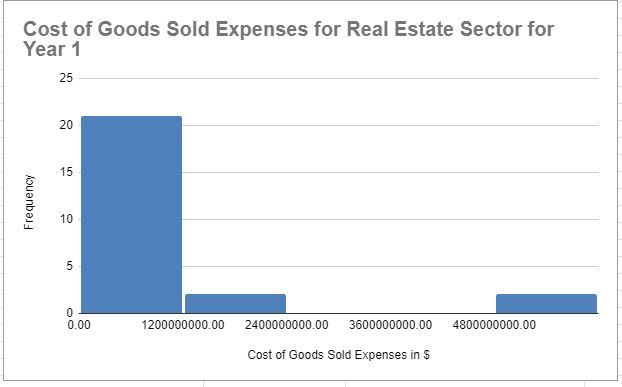 Cost of Goods Sold Expenses for Real Estate Sector for
Year 1
25
20
15
10
5
0
Frequency
0.00 1200000000.00 2400000000.00 3600000000.00 4800000000.00
Cost of Goods Sold Expenses in $